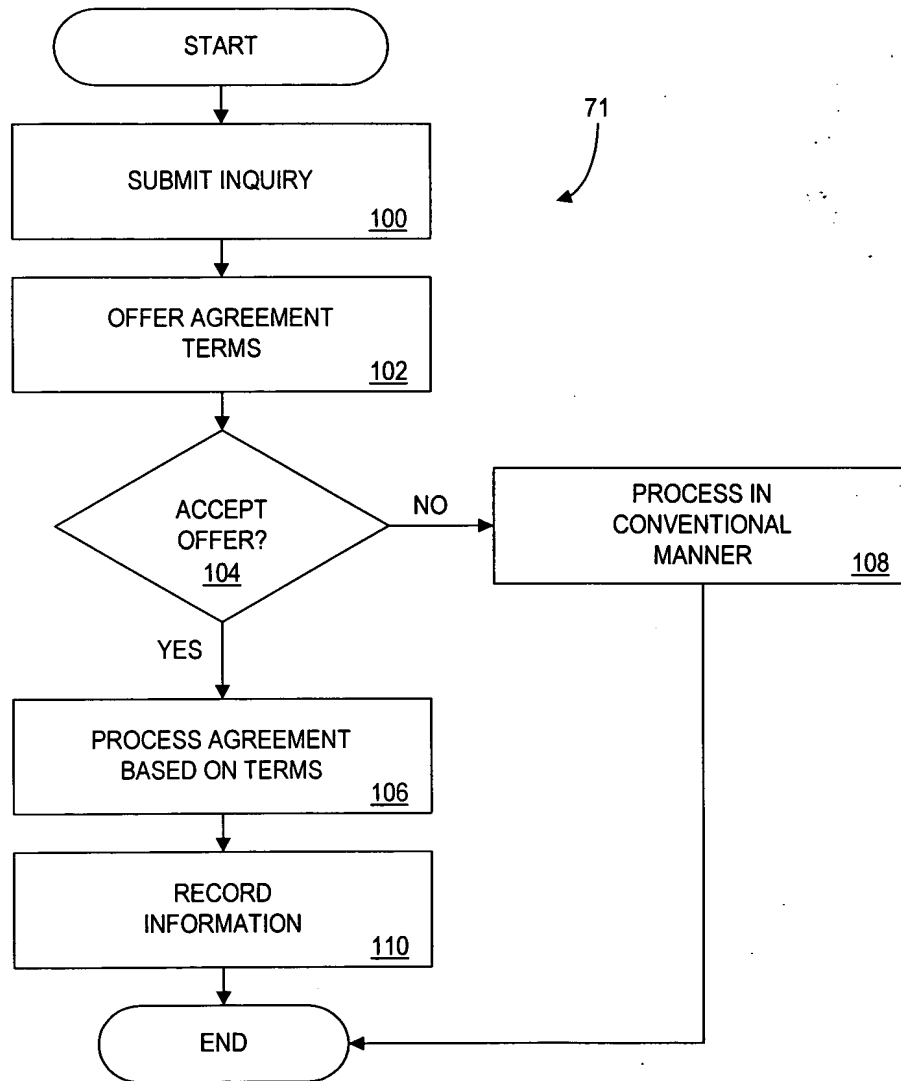 START
71
SUBMIT INQUIRY
100
OFFER AGREEMENT
TERMS
102
ACCEPT
OFFER?
104
NO
PROCESS IN
CONVENTIONAL
MANNER
108
YES
PROCESS AGREEMENT
BASED ON TERMS
106
RECORD
INFORMATION
110
END